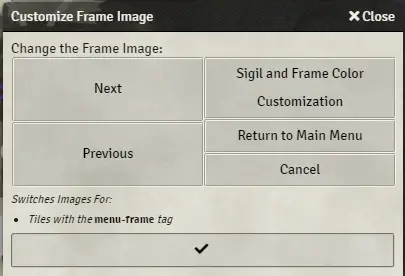 Customize Frame Image
Close
Change the Frame Image:
Next
Sigil and Frame Color
Customization
Previous
Return to Main Menu
Cancel
Switches Images For:
Tiles with the menu-frame tag